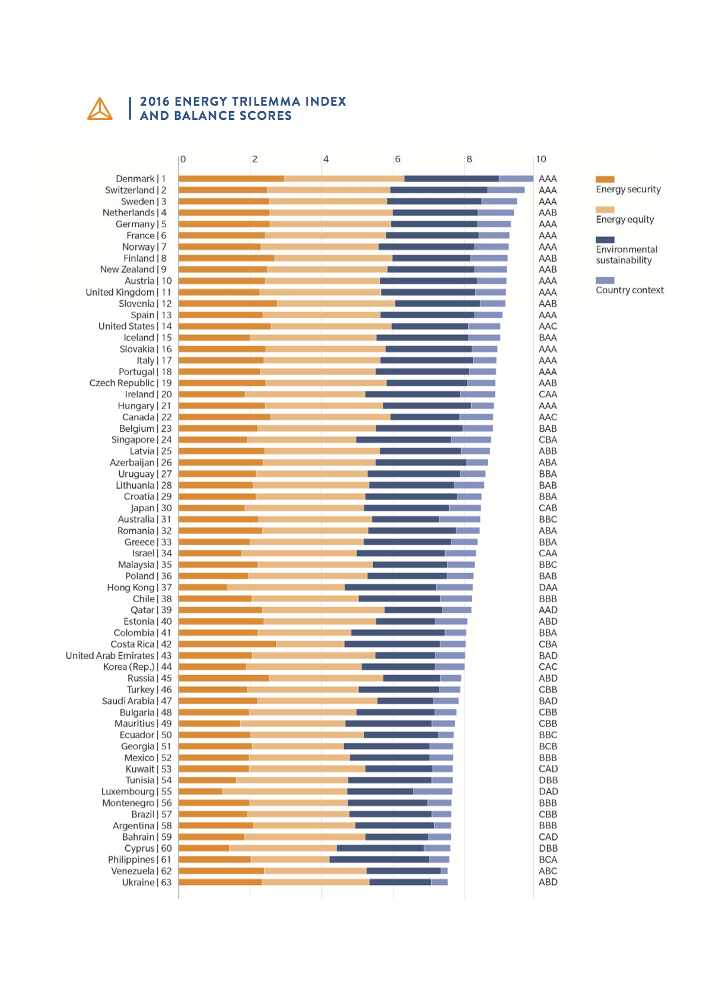 2016 ENERGY TRILEMMA INDEX
AND BALANCE SCORES
0 2 4 6 8 10
Denmark | 1 AAA
Switzerland | 2 AAA
Sweden | 3 AAA
Netherlands | 4 AAB
Germany | 5 AAA
France | 6 AAA
Norway | 7 AAA
Finland | 8 AAB
New Zealand | 9 AAB
Austria | 10 AAA
United Kingdom | 11 AAA
Slovenia | 12 AAB
Spain | 13 AAA
United States | 14 AAC
Iceland | 15 BAA
Slovakia | 16 AAA
Italy | 17 AAA
Portugal | 18 AAA
Czech Republic | 19 AAB
Ireland | 20 CAA
Hungary | 21 AAA
Canada | 22 AAC
Belgium | 23 BAB
Singapore | 24 CBA
Latvia | 25 ABB
Azerbaijan | 26 ABA
Uruguay | 27 BBA
Lithuania | 28 BAB
Croatia | 29 BBA
Japan | 30 CAB
Australia | 31 BBC
Romania | 32 ABA
Greece | 33 BBA
Israel | 34 CAA
Malaysia | 35 BBC
Poland | 36 BAB
Hong Kong | 37 DAA
Chile | 38 BBB
Qatar | 39 AAD
Estonia | 40 ABD
Colombia | 41 BBA
Costa Rica | 42 CBA
United Arab Emirates | 43 BAD
Korea (Rep.) | 44 CAC
Russia | 45 ABD
Turkey | 46 CBB
Saudi Arabia | 47 BAD
Bulgaria | 48 CBB
Mauritius | 49 CBB
Ecuador | 50 BBC
Georgia | 51 BCB
Mexico | 52 BBB
Kuwait | 53 CAD
Tunisia | 54 DBB
Luxembourg | 55 DAD
Montenegro | 56 BBB
Brazil | 57 CBB
Argentina | 58 BBB
Bahrain | 59 CAD
Cyprus | 60 DBB
Philippines | 61 BCA
Venezuela | 62 ABC
Ukraine | 63 ABD
Energy security
Energy equity
Environmental
sustainability
Country context